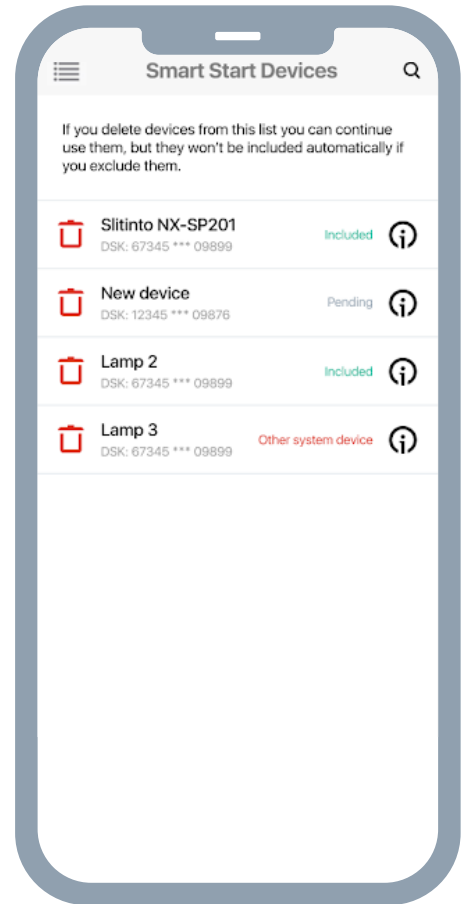 Smart Start Devices
If you delete devices from this list you can continue
use them, but they won't be included automatically if
you exclude them.
Slitinto NX-SP201
Included
DSK: 67345 *** 09899
New device
Pending
DSK: 12345 *** 09876
Lamp 2
Included
DSK: 67345 *** 09899
Lamp 3
Other system device
DSK: 67345 *** 09899